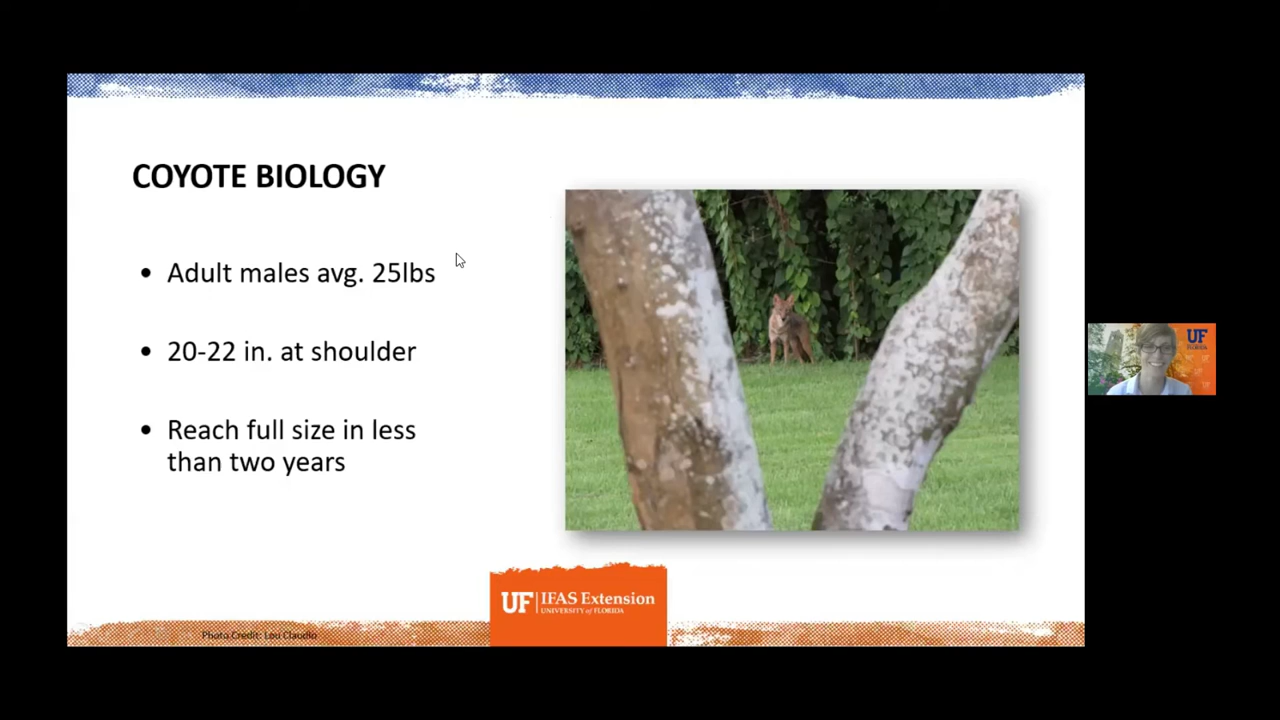 COYOTE BIOLOGY
• Adult males avg. 25lbs
• 20-22 in. at shoulder
• Reach full size in less
than two years
UF IFAS Extension
UNIVERSITY of FLORIDA
Photo Credit: Lou Claudio
UF
FLORIDA